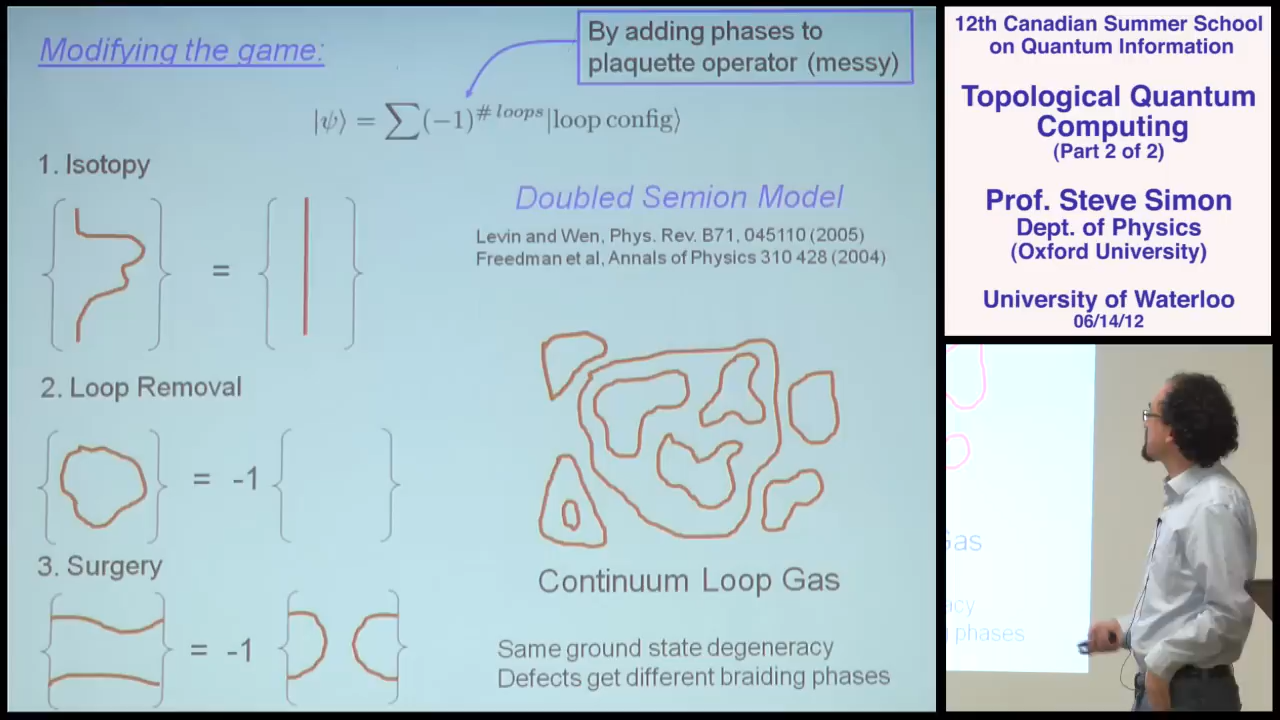 Modifying the game:
By adding phases to
plaquette operator (messy)
|ψ⟩ = ∑(-1)^{# loops}|loop config⟩
1. Isotopy
=
Doubled Semion Model
Levin and Wen, Phys. Rev. B71, 045110 (2005)
Freedman et al, Annals of Physics 310 428 (2004)
2. Loop Removal
= -1
3. Surgery
= -1
Continuum Loop Gas
Same ground state degeneracy
Defects get different braiding phases
12th Canadian Summer School
on Quantum Information
Topological Quantum
Computing
(Part 2 of 2)
Prof. Steve Simon
Dept. of Physics
(Oxford University)
University of Waterloo
06/14/12
Gas
acy
phases